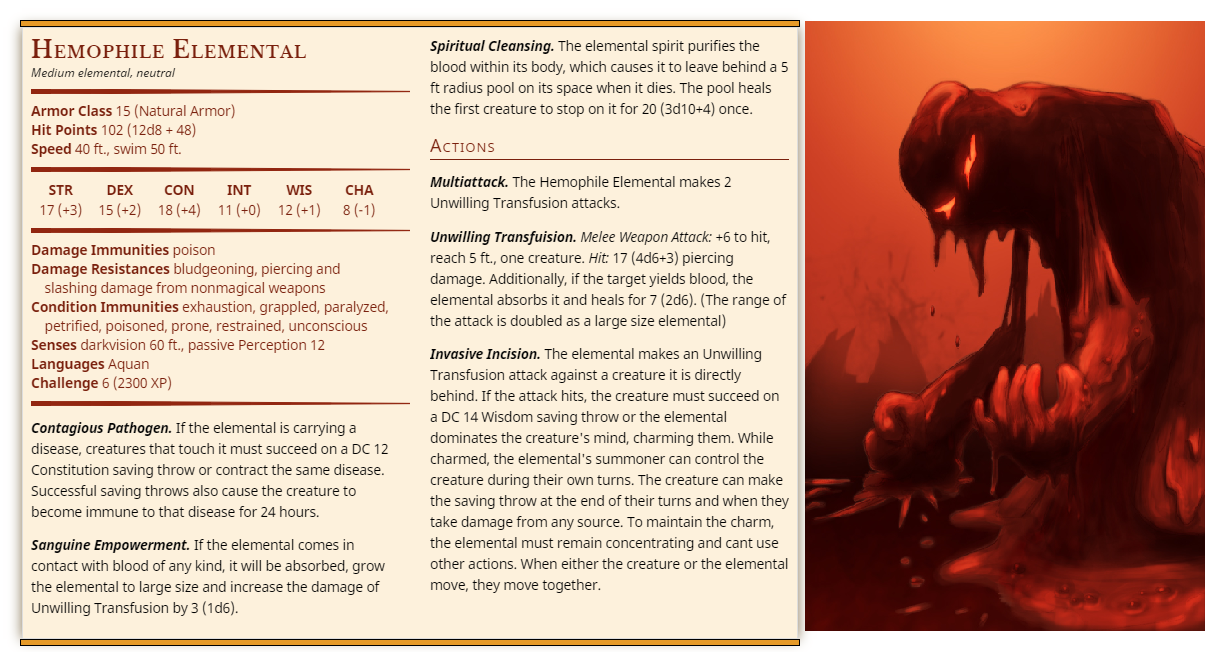 Hemophile Elemental
Medium elemental, neutral
Armor Class 15 (Natural Armor)
Hit Points 102 (12d8 + 48)
Speed 40 ft., swim 50 ft.
STR DEX CON INT WIS CHA
17 (+3) 15 (+2) 18 (+4) 11 (+0) 12 (+1) 8 (-1)
Damage Immunities poison
Damage Resistances bludgeoning, piercing and
slashing damage from nonmagical weapons
Condition Immunities exhaustion, grappled, paralyzed,
petrified, poisoned, prone, restrained, unconscious
Senses darkvision 60 ft., passive Perception 12
Languages Aquan
Challenge 6 (2300 XP)
Contagious Pathogen. If the elemental is carrying a
disease, creatures that touch it must succeed on a DC 12
Constitution saving throw or contract the same disease.
Successful saving throws also cause the creature to
become immune to that disease for 24 hours.
Sanguine Empowerment. If the elemental comes in
contact with blood of any kind, it will be absorbed, grow
the elemental to large size and increase the damage of
Unwilling Transfusion by 3 (1d6).
Spiritual Cleansing. The elemental spirit purifies the
blood within its body, which causes it to leave behind a 5
ft radius pool on its space when it dies. The pool heals
the first creature to stop on it for 20 (3d10+4) once.
Actions
Multiattack. The Hemophile Elemental makes 2
Unwilling Transfusion attacks.
Unwilling Transfuision. Melee Weapon Attack: +6 to hit,
reach 5 ft., one creature. Hit: 17 (4d6+3) piercing
damage. Additionally, if the target yields blood, the
elemental absorbs it and heals for 7 (2d6). (The range of
the attack is doubled as a large size elemental)
Invasive Incision. The elemental makes an Unwilling
Transfusion attack against a creature it is directly
behind. If the attack hits, the creature must succeed on
a DC 14 Wisdom saving throw or the elemental
dominates the creature's mind, charming them. While
charmed, the elemental's summoner can control the
creature during their own turns. The creature can make
the saving throw at the end of their turns and when they
take damage from any source. To maintain the charm,
the elemental must remain concentrating and cant use
other actions. When either the creature or the elemental
move, they move together.